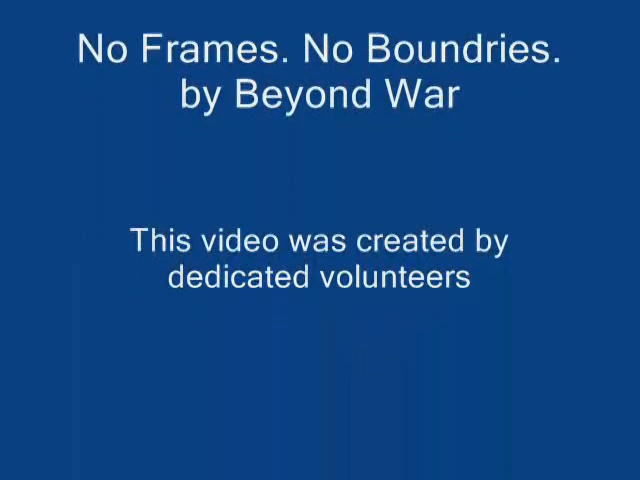 No Frames. No Boundries.
by Beyond War
This video was created by
dedicated volunteers